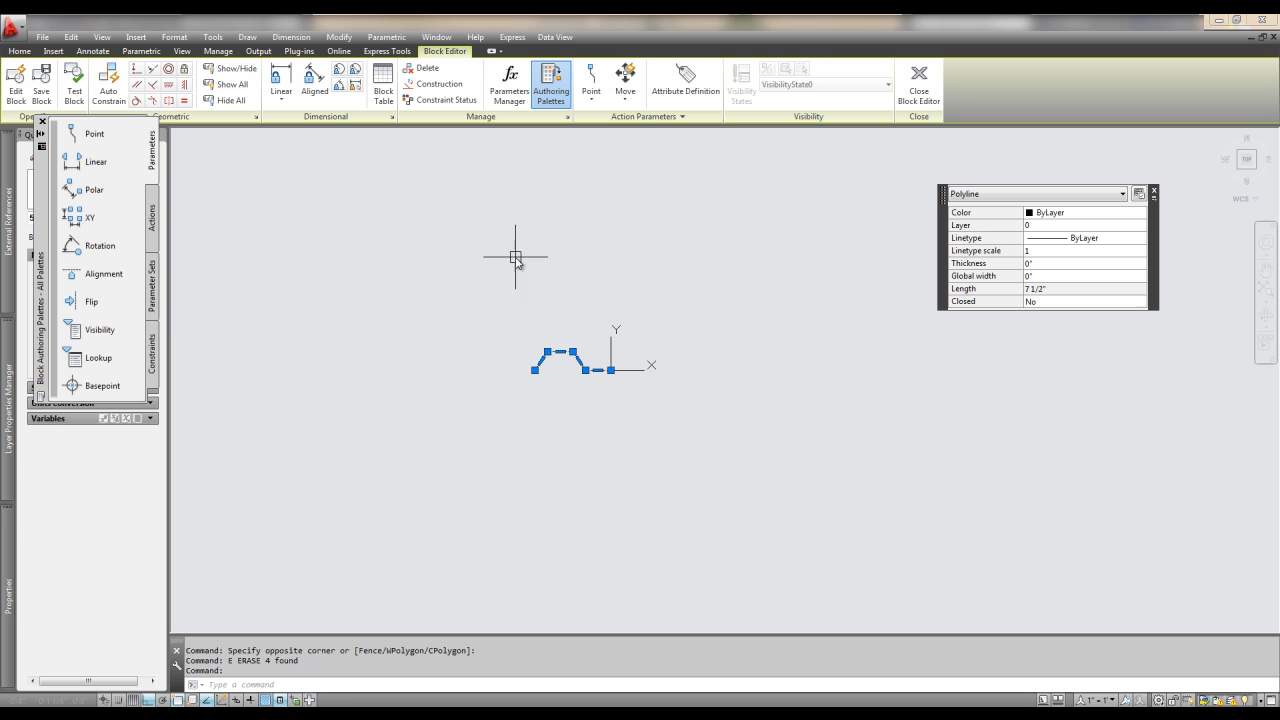 File Edit View Insert Format Tools Draw Dimension Modify Parametric Window Help Express Data View
Home Insert Annotate Parametric View Manage Output Plug-ins Online Express Tools Block Editor
Edit Block
Save Block
Test Block
Auto Constrain
Show/Hide
Show All
Hide All
Linear
Aligned
Block Table
Delete
Construction
Constraint Status
Parameters Manager
Authoring Palettes
Point
Move
Attribute Definition
Visibility States
VisibilityState0
Close Block Editor
Geometric
Dimensional
Manage
Action Parameters
Visibility
Close
External References
Layer Properties Manager
Properties
Block Authoring Palettes - All Palettes
Point
Linear
Polar
XY
Rotation
Alignment
Flip
Visibility
Lookup
Basepoint
Parameters
Actions
Parameter Sets
Constraints
Variables
Y
X
TOP
WCS
Polyline
Color ByLayer
Layer 0
Linetype ByLayer
Linetype scale 1
Thickness 0"
Global width 0"
Length 7 1/2"
Closed No
Command: Specify opposite corner or [Fence/WPolygon/CPolygon]:
Command: E ERASE 4 found
Command:
Type a command
1" = 1'